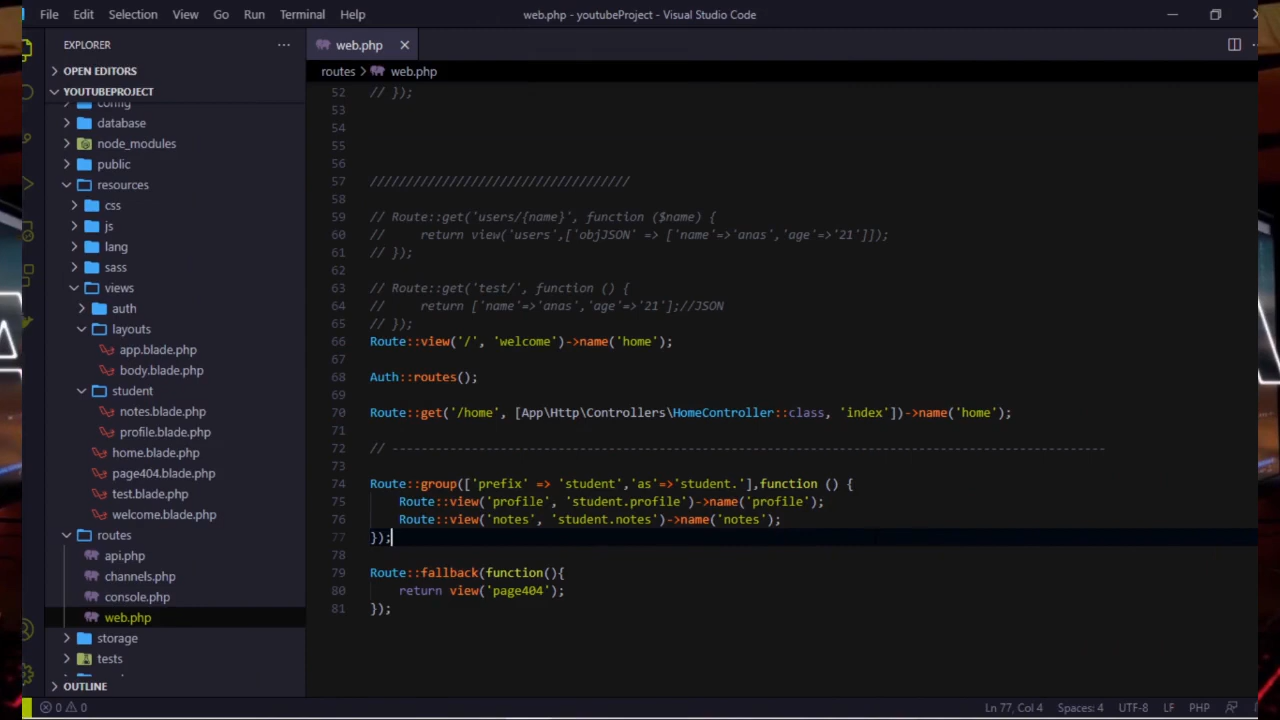 File Edit Selection View Go Run Terminal Help
web.php - youtubeProject - Visual Studio Code
EXPLORER
OPEN EDITORS
YOUTUBEPROJECT
config
database
node_modules
public
resources
css
js
lang
sass
views
auth
layouts
app.blade.php
body.blade.php
student
notes.blade.php
profile.blade.php
home.blade.php
page404.blade.php
test.blade.php
welcome.blade.php
routes
api.php
channels.php
console.php
web.php
storage
tests
OUTLINE
web.php
routes > web.php
52 // });
53
54
55
56
57 ////////////////////////////////////
58
59 // Route::get('users/{name}', function ($name) {
60 //     return view('users',['objJSON' => ['name'=>'anas','age'=>'21']]);
61 // });
62
63 // Route::get('test/', function () {
64 //     return ['name'=>'anas','age'=>'21'];//JSON
65 // });
66 Route::view('/', 'welcome')->name('home');
67
68 Auth::routes();
69
70 Route::get('/home', [App\Http\Controllers\HomeController::class, 'index'])->name('home');
71
72 // ---------------------------------------------------------------------------------------------------
73
74 Route::group(['prefix' => 'student','as'=>'student.'],function () {
75     Route::view('profile', 'student.profile')->name('profile');
76     Route::view('notes', 'student.notes')->name('notes');
77 });
78
79 Route::fallback(function(){
80     return view('page404');
81 });
0 0
Ln 77, Col 4 Spaces: 4 UTF-8 LF PHP